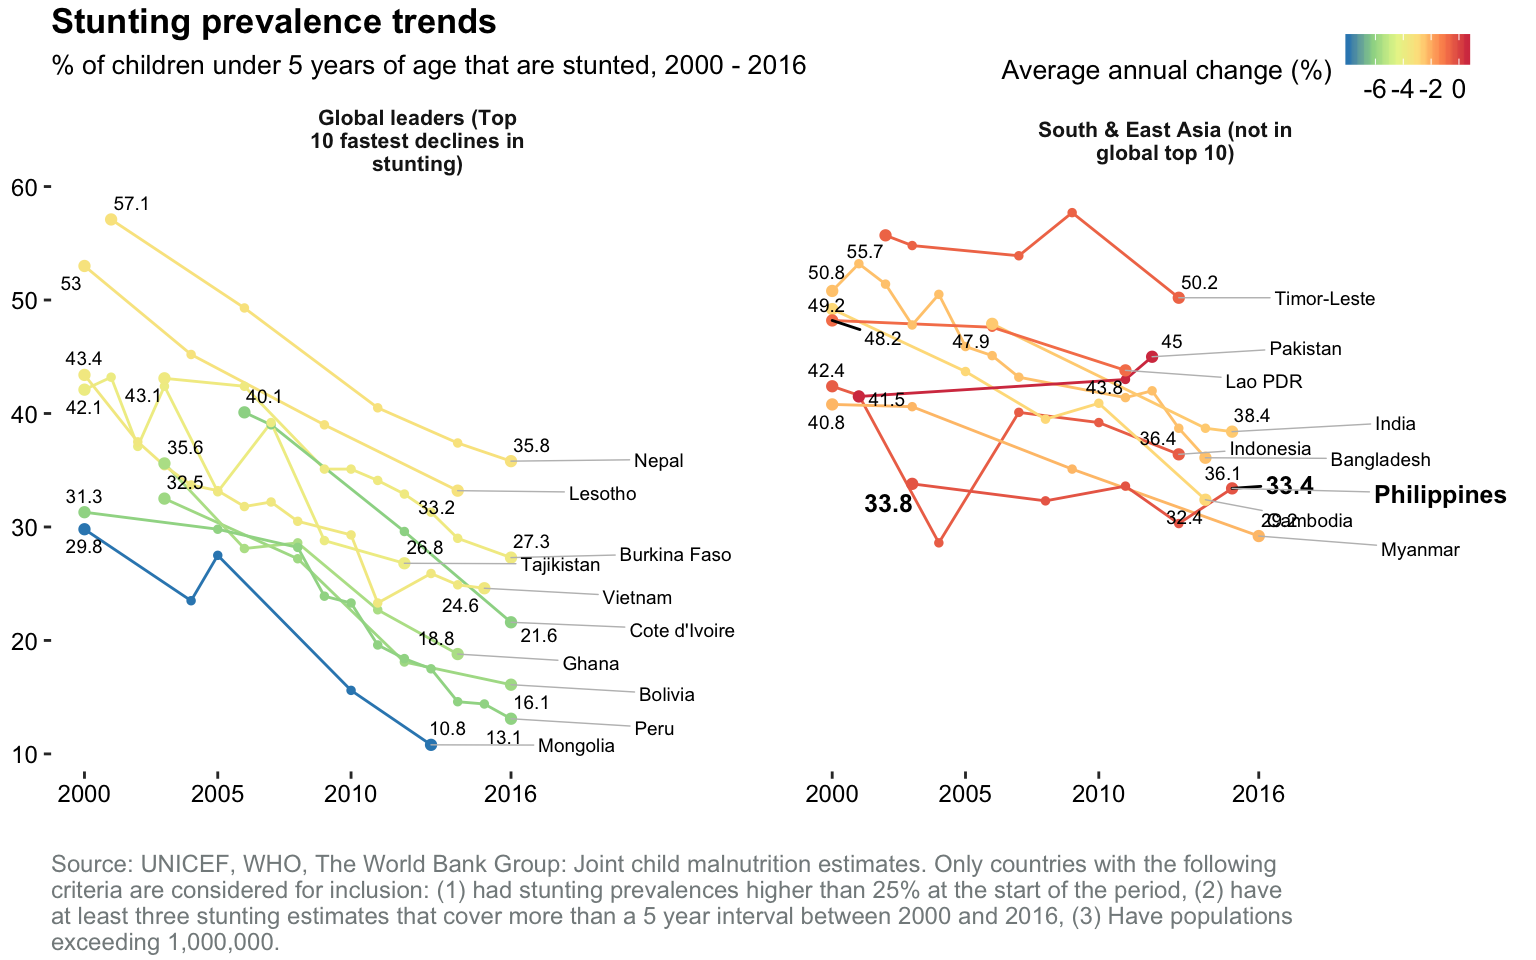 Stunting prevalence trends
% of children under 5 years of age that are stunted, 2000 - 2016
Average annual change (%)
-6 -4 -2 0
Global leaders (Top
10 fastest declines in
stunting)
South & East Asia (not in
global top 10)
60
50
40
30
20
10
57.1
53
43.4
42.1
43.1
40.1
35.6
32.5
31.3
29.8
35.8
Nepal
33.2
Lesotho
27.3
Burkina Faso
26.8
Tajikistan
24.6
Vietnam
21.6
Cote d'Ivoire
18.8
Ghana
16.1
Bolivia
13.1
Peru
10.8
Mongolia
2000
2005
2010
2016
55.7
50.8
49.2
48.2
47.9
42.4
41.5
40.8
33.8
50.2
Timor-Leste
45
Pakistan
43.8
Lao PDR
38.4
India
36.4
Indonesia
36.1
Bangladesh
33.4
Philippines
32.4
Cambodia
29.2
Myanmar
2000
2005
2010
2016
Source: UNICEF, WHO, The World Bank Group: Joint child malnutrition estimates. Only countries with the following
criteria are considered for inclusion: (1) had stunting prevalences higher than 25% at the start of the period, (2) have
at least three stunting estimates that cover more than a 5 year interval between 2000 and 2016, (3) Have populations
exceeding 1,000,000.